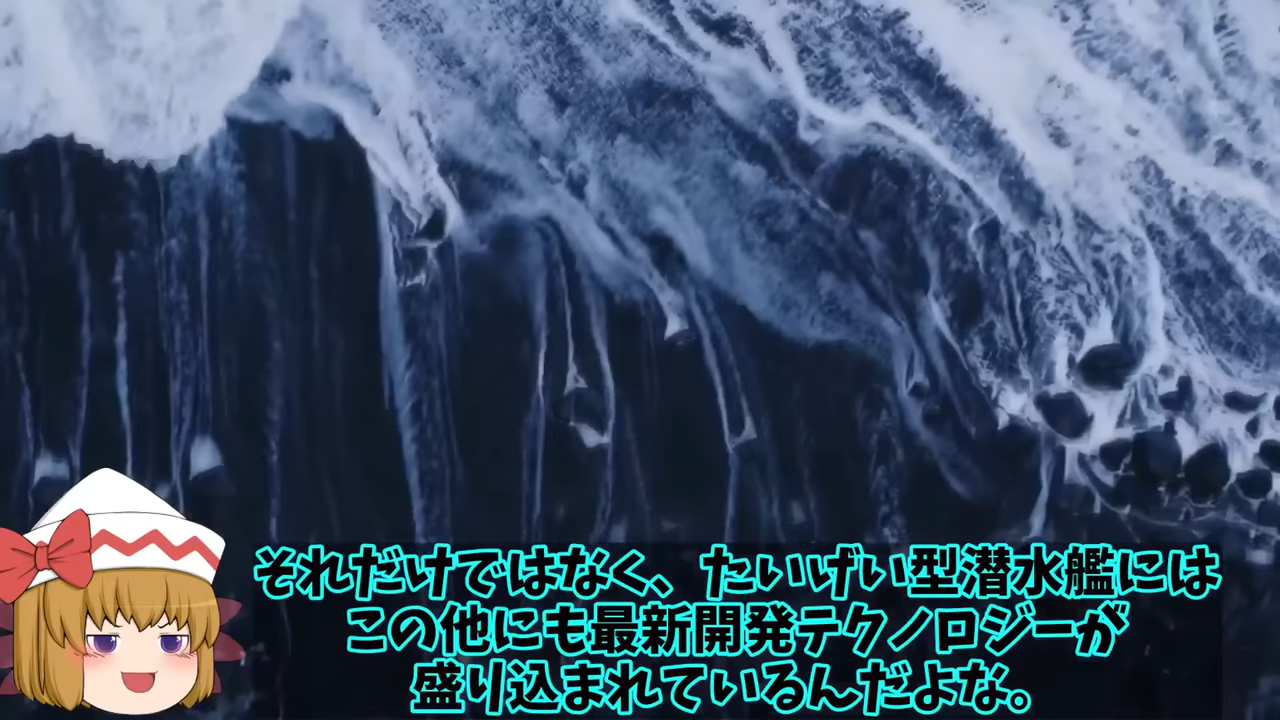 それだけではなく、たいげい型潜水艦には
この他にも最新開発テクノロジーが
盛り込まれているんだよな。